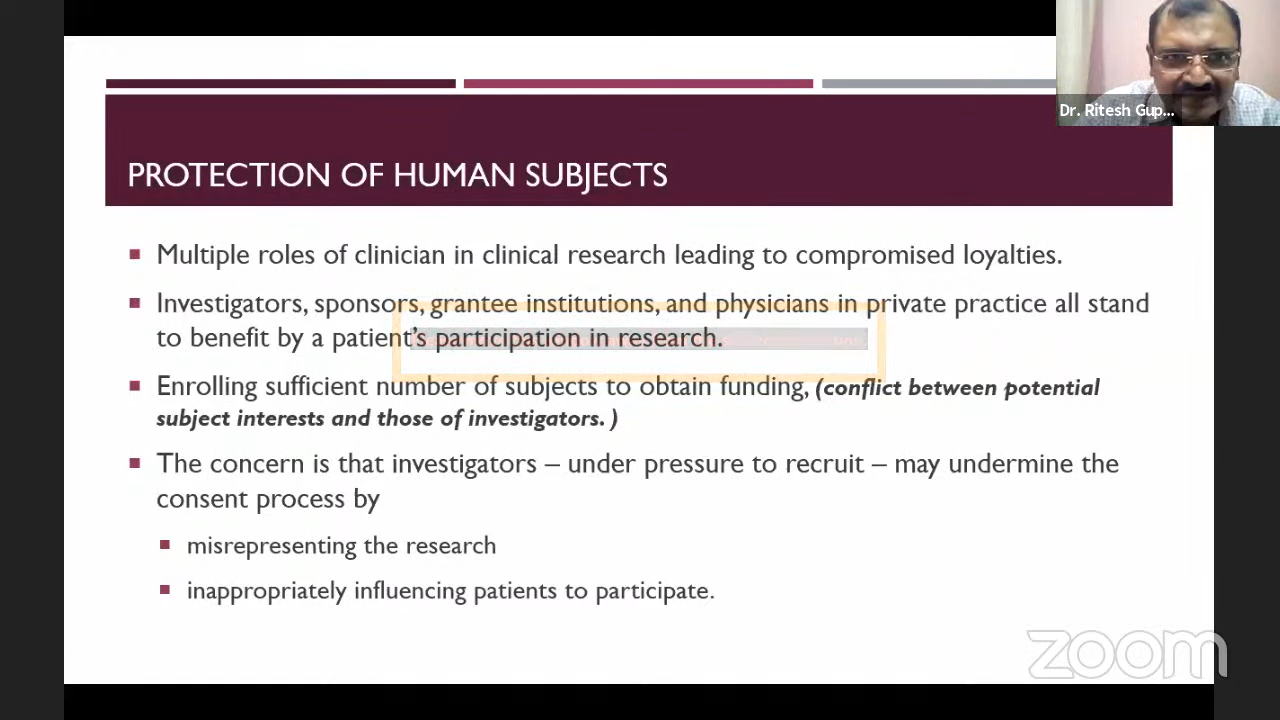 Dr. Ritesh Gup...
PROTECTION OF HUMAN SUBJECTS
Multiple roles of clinician in clinical research leading to compromised loyalties.
Investigators, sponsors, grantee institutions, and physicians in private practice all stand
to benefit by a patient's participation in research.
Enrolling sufficient number of subjects to obtain funding, (conflict between potential
subject interests and those of investigators. )
The concern is that investigators – under pressure to recruit – may undermine the
consent process by
misrepresenting the research
inappropriately influencing patients to participate.
zoom